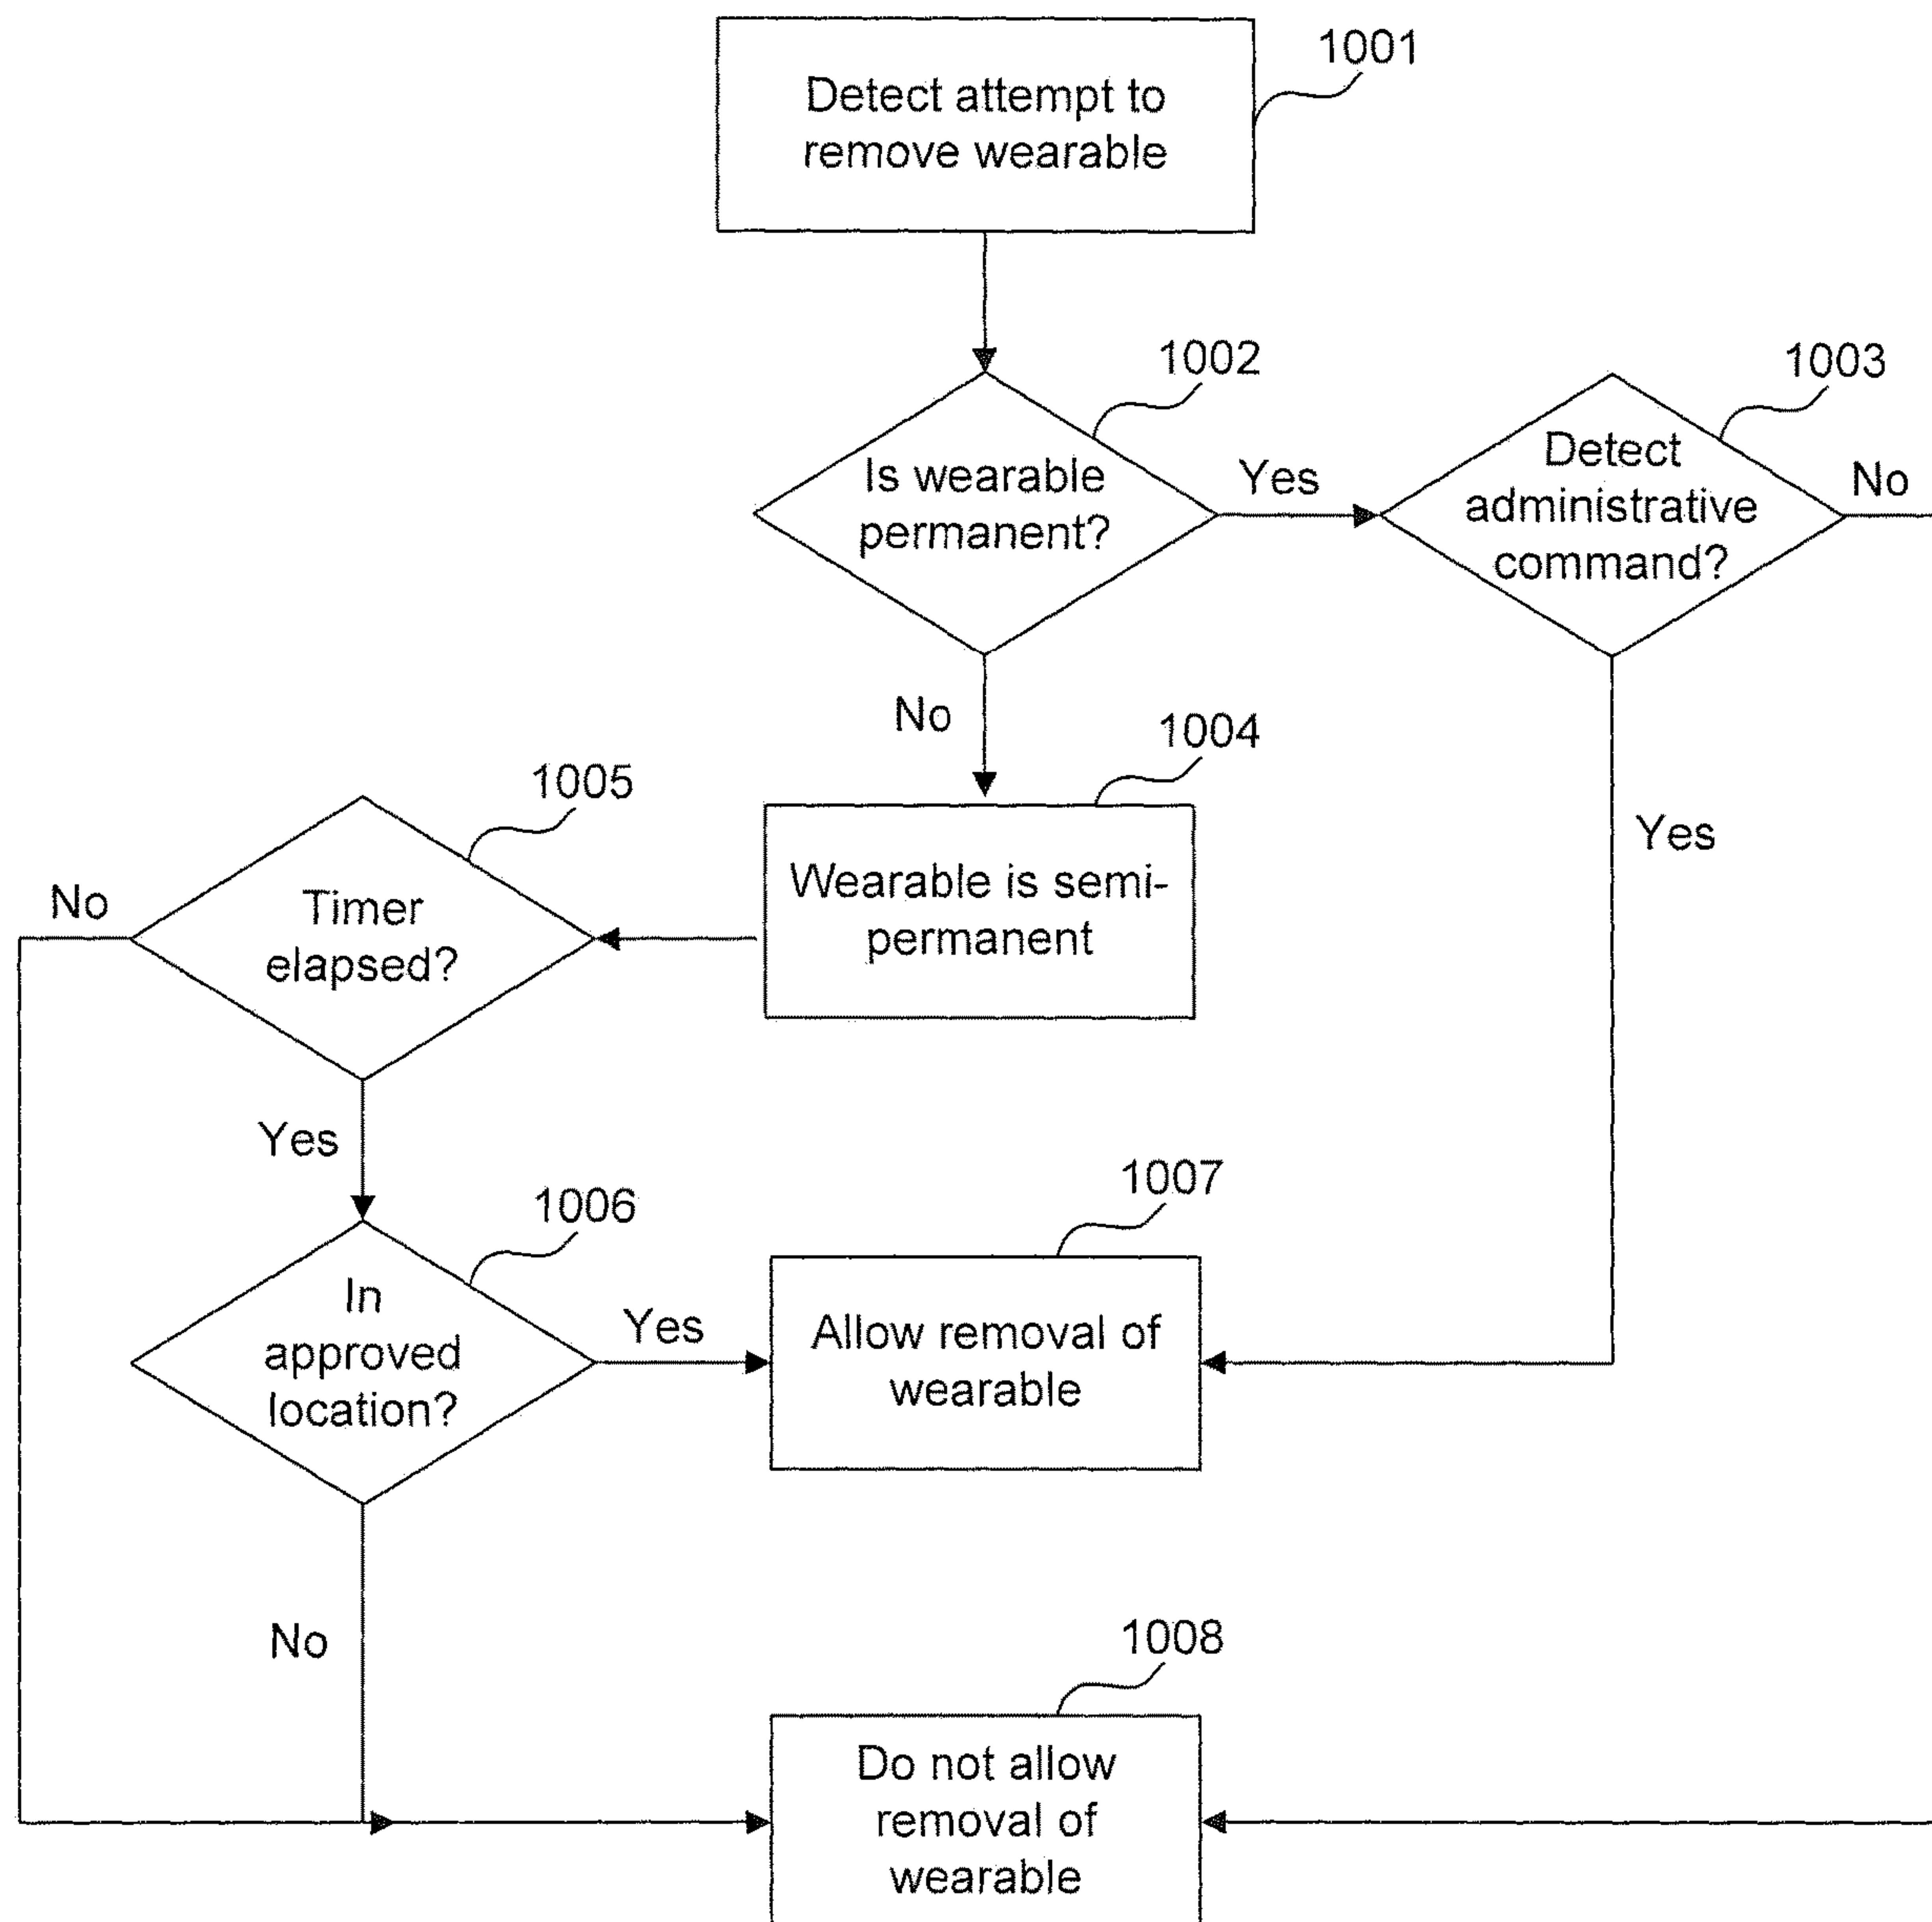 1001
Detect attempt to
remove wearable
1002
1003
Is wearable
permanent?
Yes
Detect
administrative
command?
No
No
1004
Yes
1005
Wearable is semi-
permanent
No
Timer
elapsed?
Yes
1006
1007
In
approved
location?
Yes
Allow removal of
wearable
No
1008
Do not allow
removal of
wearable